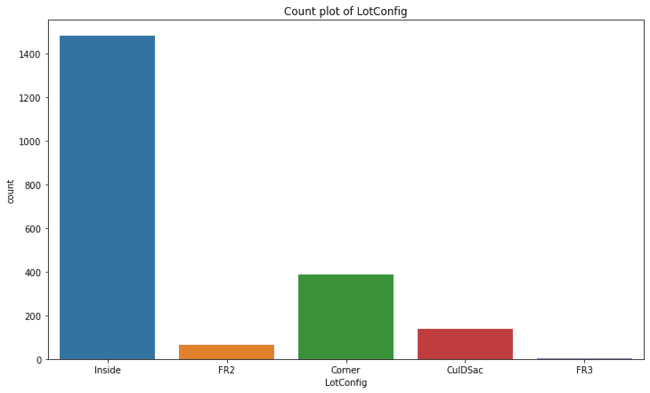 Count plot of LotConfig
1400
1200
1000
800
600
400
200
0
count
Inside
FR2
Corner
CulDSac
FR3
LotConfig